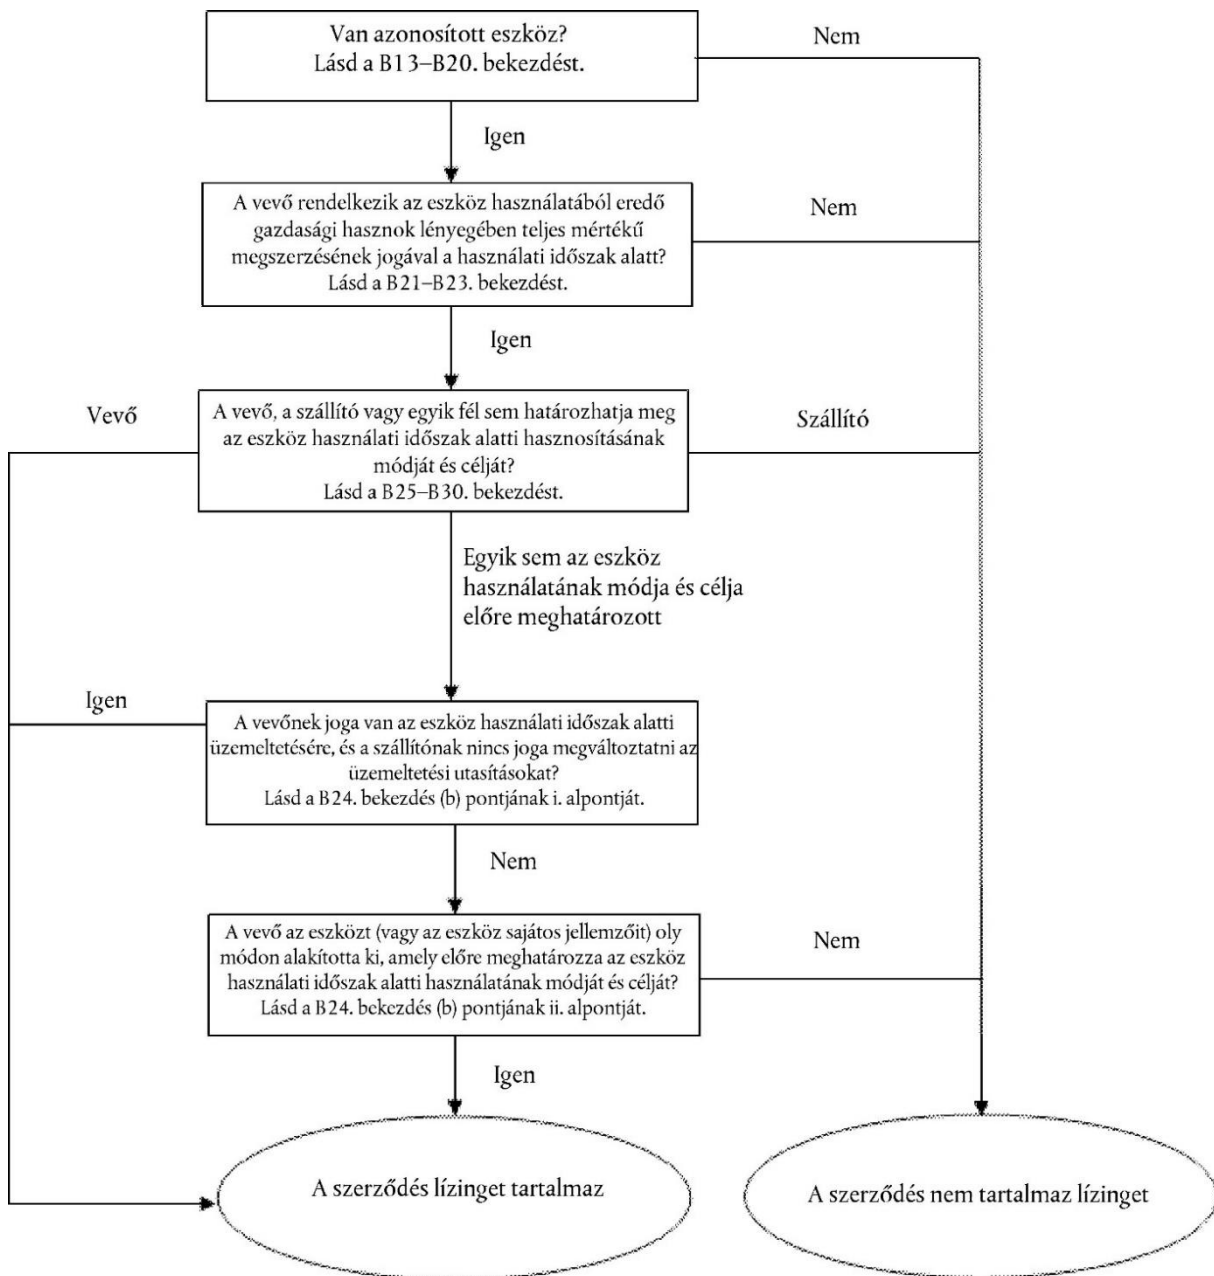 Van azonosított eszköz?
Lásd a B13–B20. bekezdést.
Nem
Igen
A vevő rendelkezik az eszköz használatából eredő
gazdasági hasznok lényegében teljes mértékű
megszerzésének jogával a használati időszak alatt?
Lásd a B21–B23. bekezdést.
Nem
Igen
Vevő
A vevő, a szállító vagy egyik fél sem határozhatja meg
az eszköz használati időszak alatti hasznosításának
módját és célját?
Lásd a B25–B30. bekezdést.
Szállító
Egyik sem az eszköz
használatának módja és célja
előre meghatározott
Igen
A vevőnek joga van az eszköz használati időszak alatti
üzemeltetésére, és a szállítónak nincs joga megváltoztatni az
üzemeltetési utasításokat?
Lásd a B24. bekezdés (b) pontjának i. alpontját.
Nem
A vevő az eszközt (vagy az eszköz sajátos jellemzőit) oly
módon alakította ki, amely előre meghatározza az eszköz
használati időszak alatti használatának módját és célját?
Lásd a B24. bekezdés (b) pontjának ii. alpontját.
Nem
Igen
A szerződés lízinget tartalmaz
A szerződés nem tartalmaz lízinget